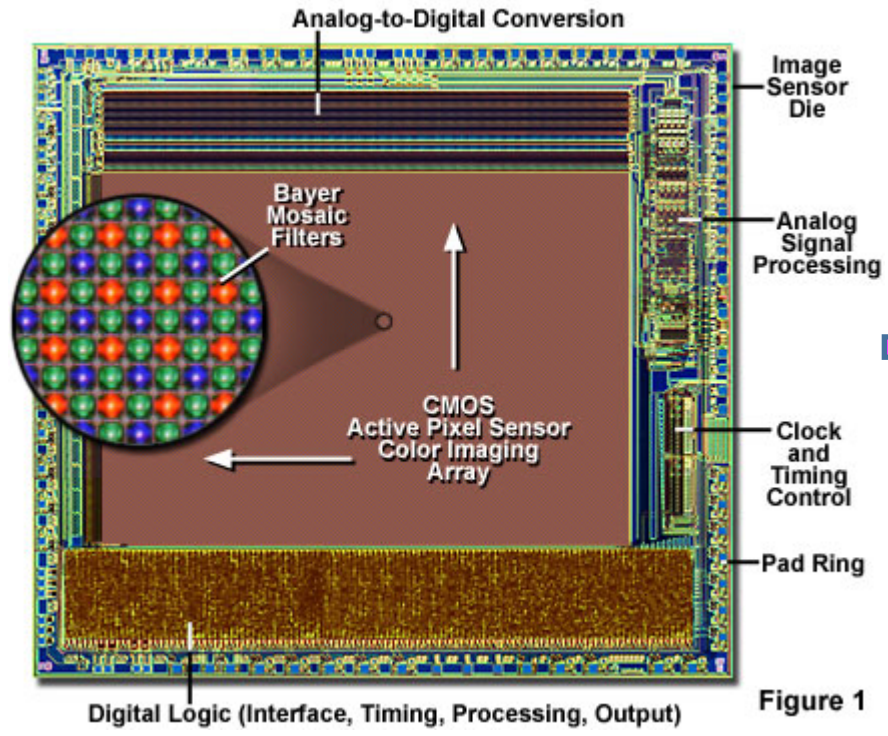 Analog-to-Digital Conversion
Image
Sensor
Die
Bayer
Mosaic
Filters
Analog
Signal
Processing
CMOS
Active Pixel Sensor
Color Imaging
Array
Clock
and
Timing
Control
Pad Ring
Digital Logic (Interface, Timing, Processing, Output)
Figure 1